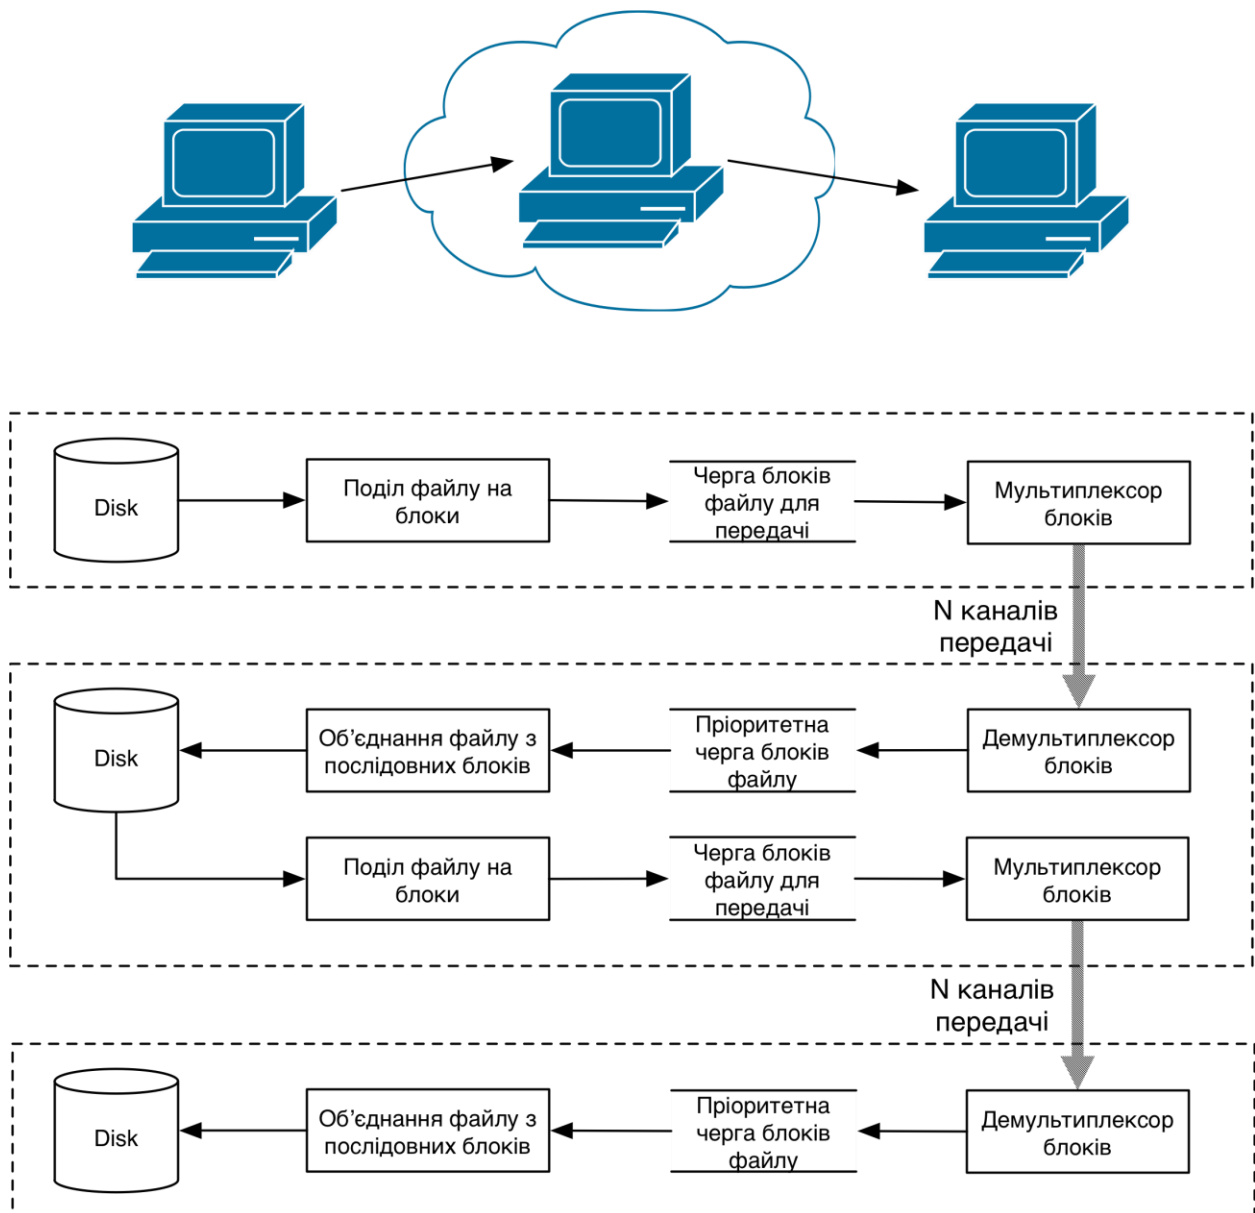 Disk
Поділ файлу на
блоки
Черга блоків
файлу для
передачі
Мультиплексор
блоків
N каналів
передачі
Disk
Об’єднання файлу з
послідовних блоків
Пріоритетна
черга блоків
файлу
Демультиплексор
блоків
Поділ файлу на
блоки
Черга блоків
файлу для
передачі
Мультиплексор
блоків
N каналів
передачі
Disk
Об’єднання файлу з
послідовних блоків
Пріоритетна
черга блоків
файлу
Демультиплексор
блоків